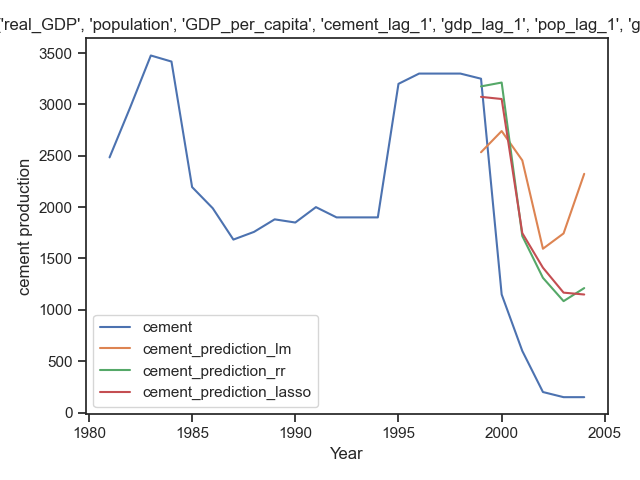 'real_GDP', 'population', 'GDP_per_capita', 'cement_lag_1', 'gdp_lag_1', 'pop_lag_1', 'g
3500
3000
2500
2000
1500
1000
500
0
cement production
cement
cement_prediction_lm
cement_prediction_rr
cement_prediction_lasso
1980 1985 1990 1995 2000 2005
Year